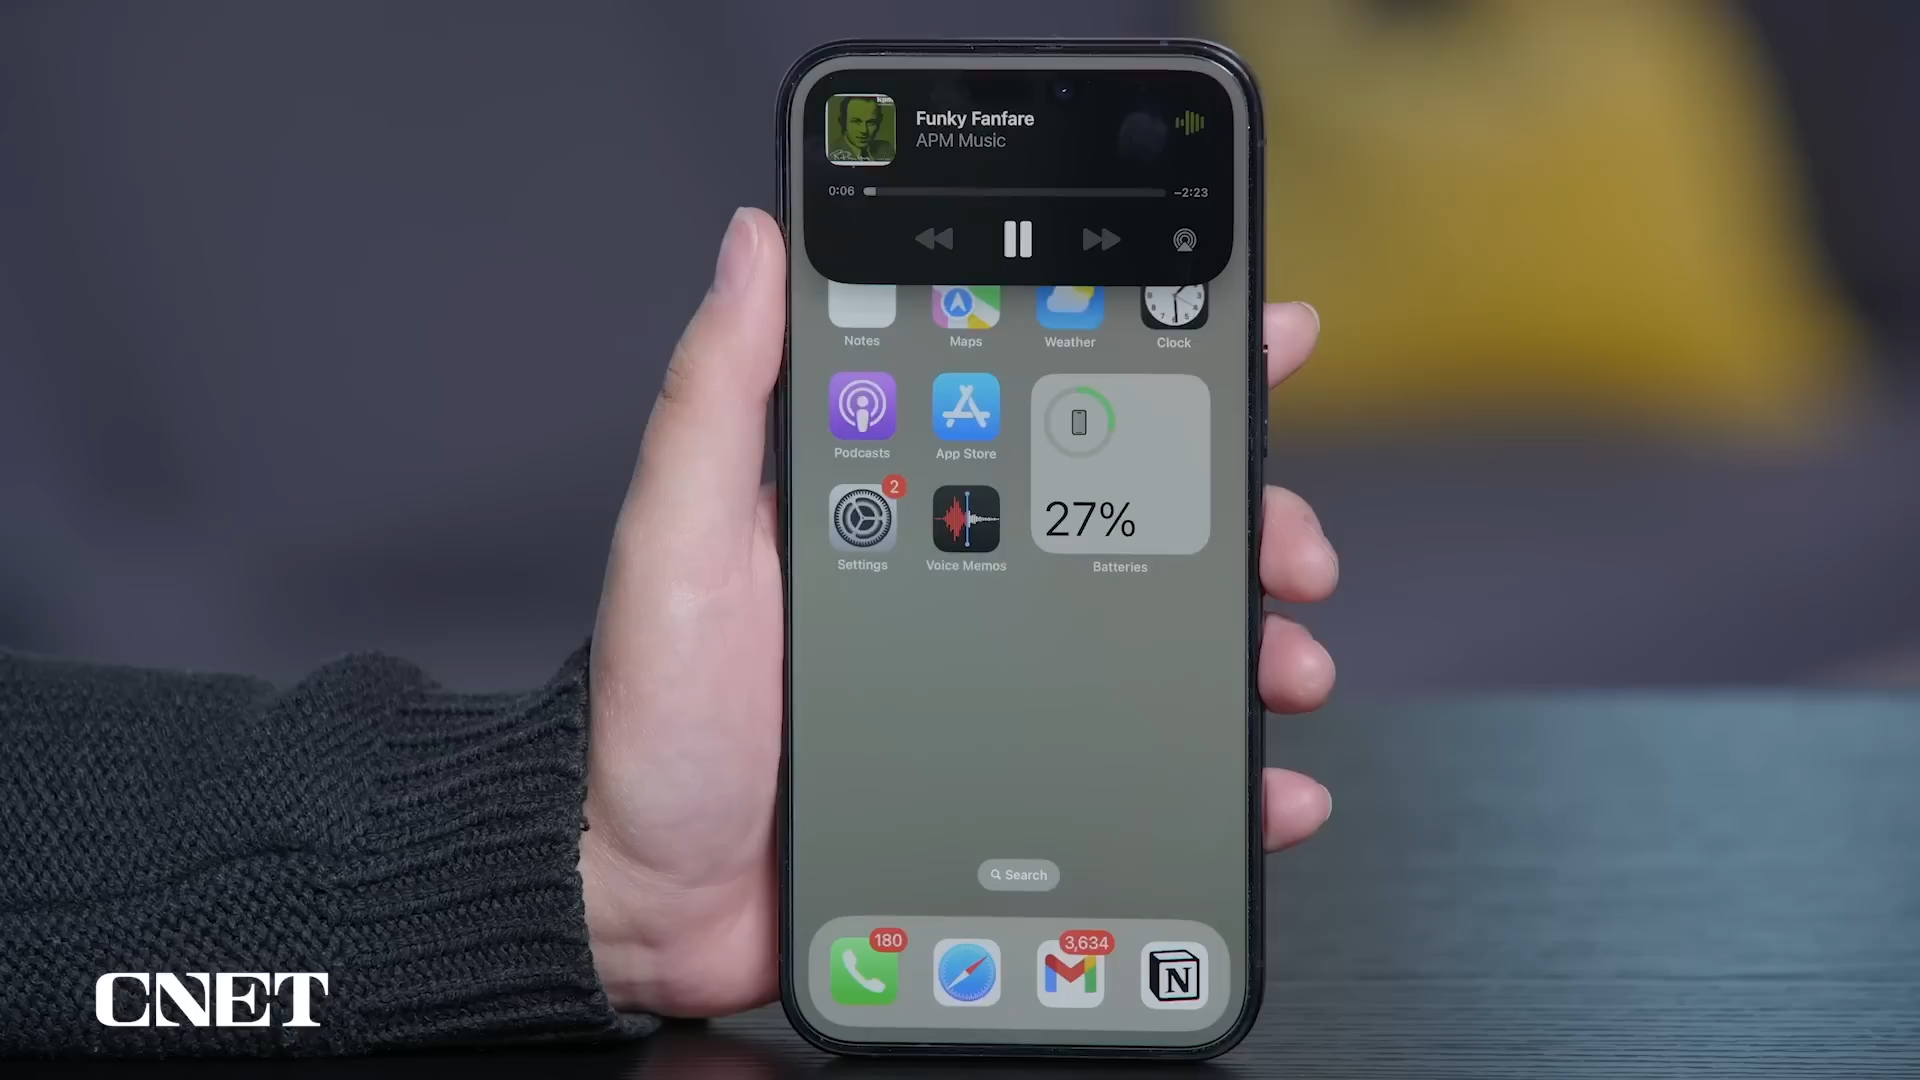 Funky Fanfare
APM Music
0:06
-2:23
Notes
Maps
Weather
Clock
Podcasts
App Store
2
27%
Settings
Voice Memos
Batteries
Search
180
3,634
N
CNET